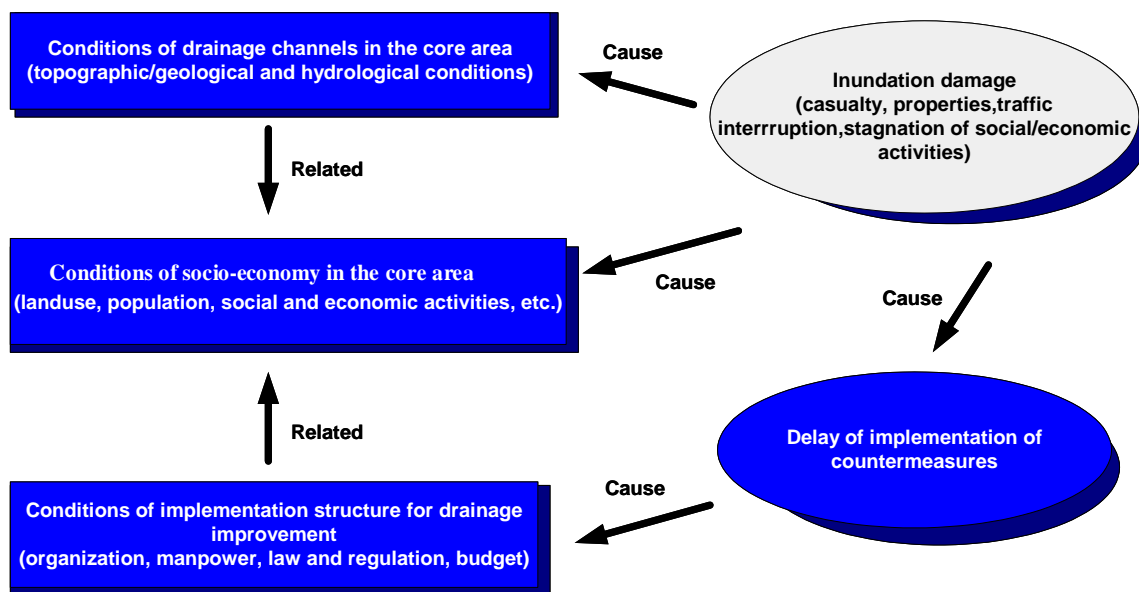 Conditions of drainage channels in the core area
(topographic/geological and hydrological conditions)
Cause
Inundation damage
(casualty, properties,traffic
interrruption,stagnation of social/economic
activities)
Related
Conditions of socio-economy in the core area
(landuse, population, social and economic activities, etc.)
Cause
Cause
Related
Delay of implementation of
countermeasures
Cause
Conditions of implementation structure for drainage
improvement
(organization, manpower, law and regulation, budget)